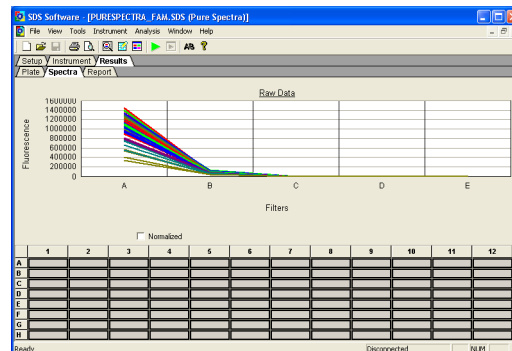 SDS Software - [PURESPECTRA_FAM.SDS (Pure Spectra)]
File View Tools Instrument Analysis Window Help
Setup Instrument Results
Plate Spectra Report
Raw Data
1600000
1400000
1200000
1000000
800000
600000
400000
200000
0
Fluorescence
A B C D E
Filters
Normalized
1 2 3 4 5 6 7 8 9 10 11 12
A
B
C
D
E
F
G
H
Ready Disconnected NUM